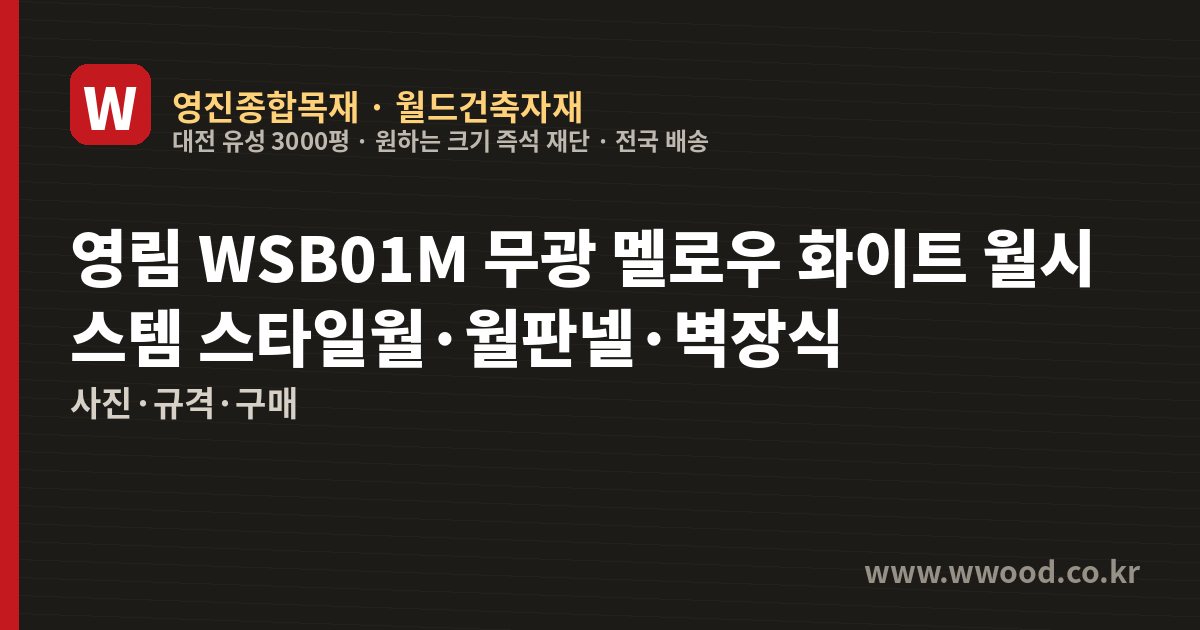 W
영진종합목재 · 월드건축자재
대전 유성 3000평 · 원하는 크기 즉석 재단 · 전국 배송
영림 WSB01M 무광 멜로우 화이트 월시
스템 스타일월·월판넬·벽장식
사진·규격·구매
www.wwood.co.kr